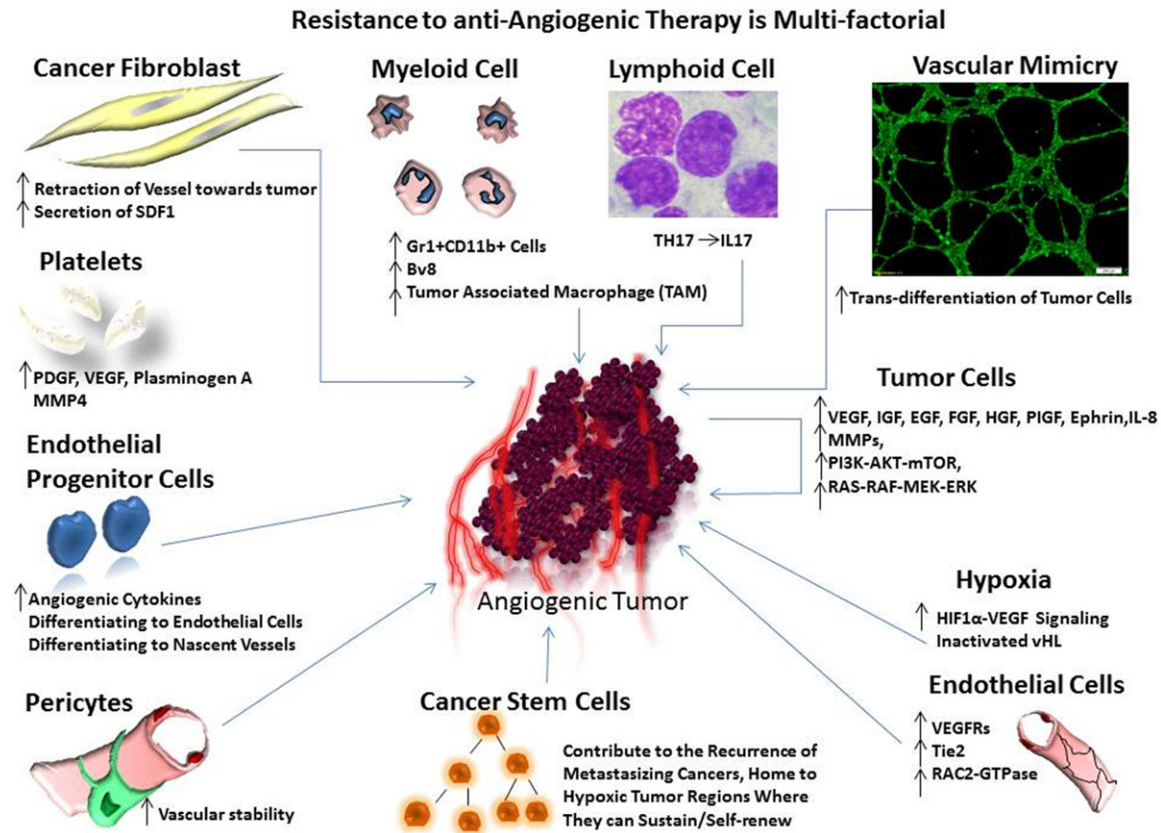 Resistance to anti-Angiogenic Therapy is Multi-factorial
Cancer Fibroblast
↑ Retraction of Vessel towards tumor
↑ Secretion of SDF1
Myeloid Cell
↑ Gr1+CD11b+ Cells
↑ Bv8
↑ Tumor Associated Macrophage (TAM)
Lymphoid Cell
TH17 →IL17
Vascular Mimicry
↑ Trans-differentiation of Tumor Cells
Platelets
↑ PDGF, VEGF, Plasminogen A
MMP4
Tumor Cells
↑ VEGF, IGF, EGF, FGF, HGF, PIGF, Ephrin,IL-8
↑ MMPs,
↑ PI3K-AKT-mTOR,
↑ RAS-RAF-MEK-ERK
Endothelial
Progenitor Cells
↑ Angiogenic Cytokines
Differentiating to Endothelial Cells
Differentiating to Nascent Vessels
Angiogenic Tumor
Hypoxia
↑ HIF1α-VEGF Signaling
Inactivated vHL
Pericytes
↑ Vascular stability
Cancer Stem Cells
Contribute to the Recurrence of
Metastasizing Cancers, Home to
Hypoxic Tumor Regions Where
They can Sustain/Self-renew
Endothelial Cells
↑ VEGFRs
↑ Tie2
↑ RAC2-GTPase